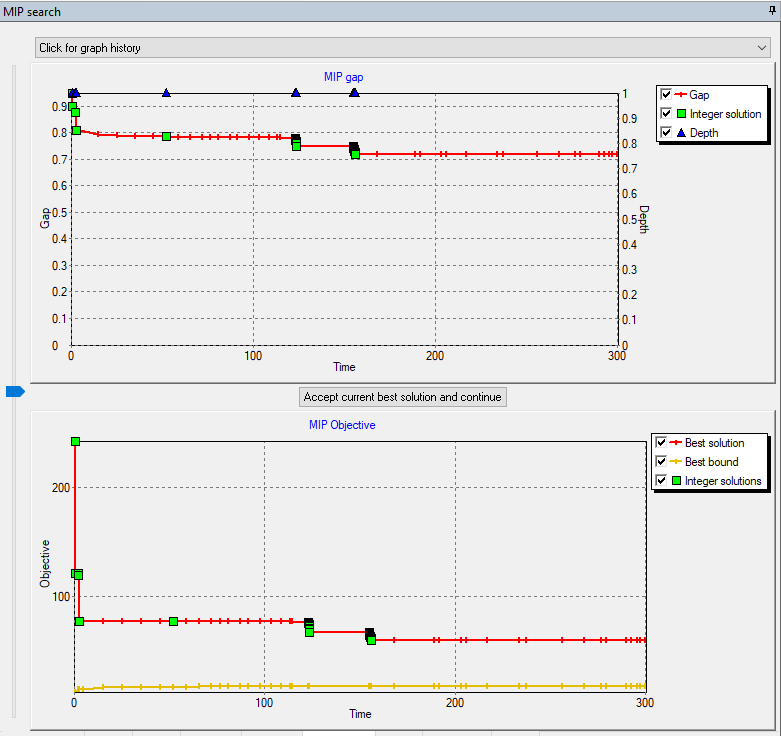 MIP search
Click for graph history
MIP gap
0.9
0.8
0.7
0.6
0.5
0.4
0.3
0.2
0.1
0
Gap
1
0.9
0.8
0.7
0.6
0.5
0.4
0.3
0.2
0.1
0
Depth
0
100
200
300
Time
Gap
Integer solution
Depth
Accept current best solution and continue
MIP Objective
200
100
Objective
0
100
200
300
Time
Best solution
Best bound
Integer solutions